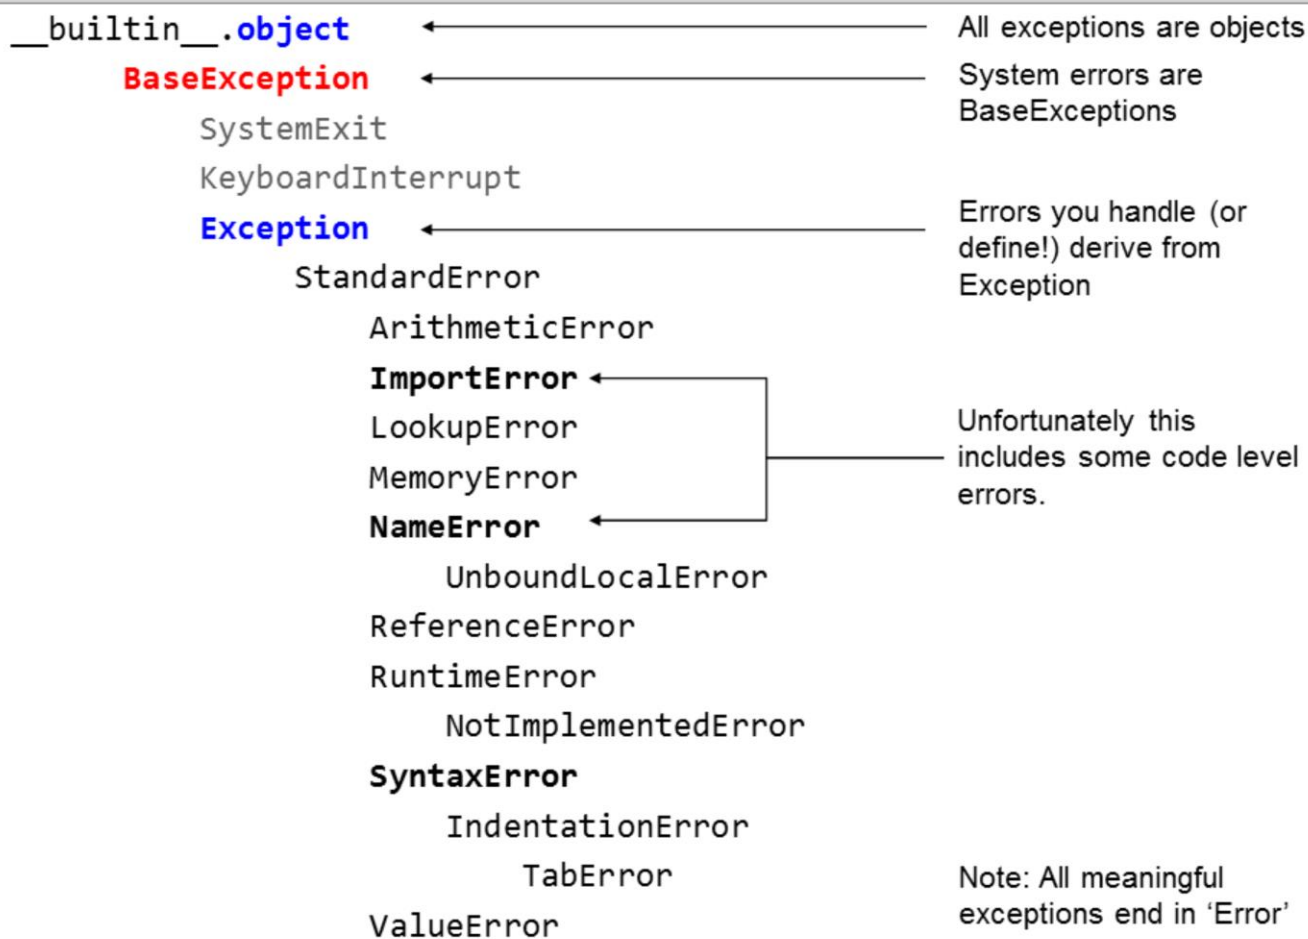 __builtin__.object
All exceptions are objects
BaseException
System errors are
BaseExceptions
SystemExit
KeyboardInterrupt
Exception
Errors you handle (or
define!) derive from
Exception
StandardError
ArithmeticError
ImportError
LookupError
MemoryError
NameError
Unfortunately this
includes some code level
errors.
UnboundLocalError
ReferenceError
RuntimeError
NotImplementedError
SyntaxError
IndentationError
TabError
ValueError
Note: All meaningful
exceptions end in ‘Error’